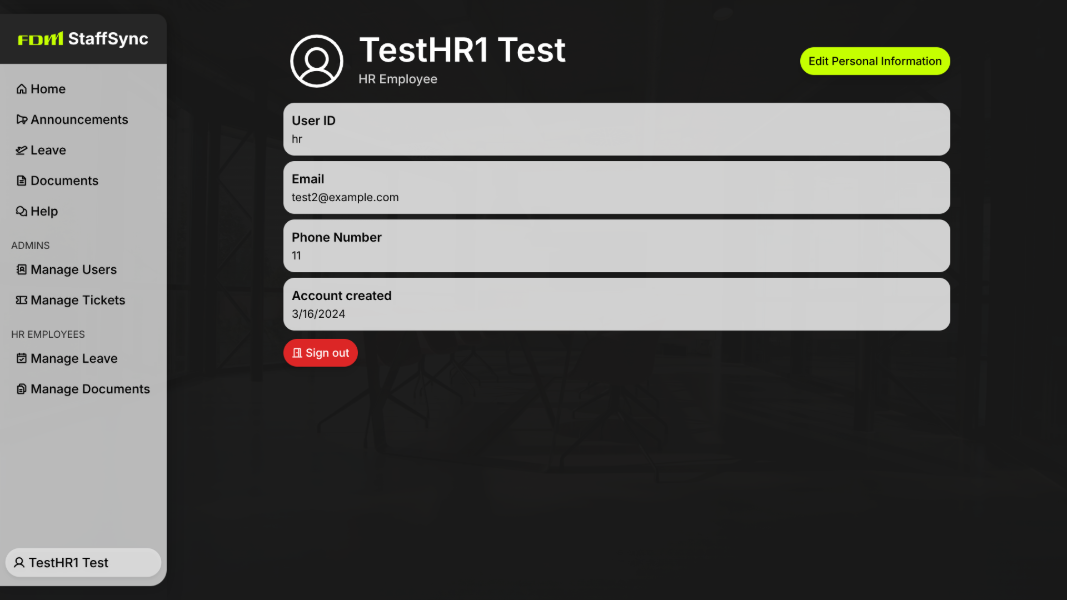 FDM StaffSync
Home
Announcements
Leave
Documents
Help
ADMINS
Manage Users
Manage Tickets
HR EMPLOYEES
Manage Leave
Manage Documents
TestHR1 Test
TestHR1 Test
HR Employee
Edit Personal Information
User ID
hr
Email
test2@example.com
Phone Number
11
Account created
3/16/2024
Sign out